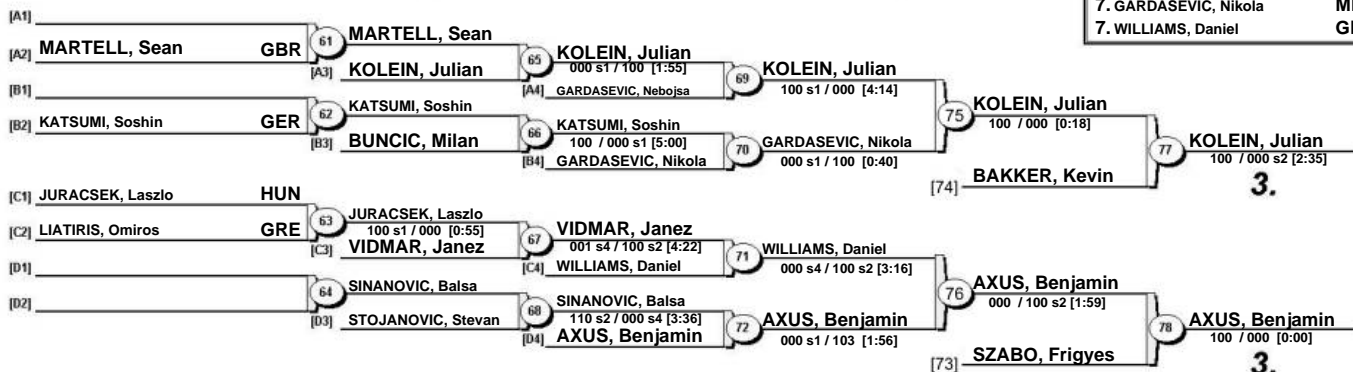 7. GARDASEVIC, Nikola
7. WILLIAMS, Daniel
[A1]
[A2] MARTELL, Sean GBR
61
MARTELL, Sean
[A3] KOLEIN, Julian
65
KOLEIN, Julian
000 s1 / 100 [1:55]
[A4] GARDASEVIC, Nebojsa
69
KOLEIN, Julian
100 s1 / 000 [4:14]
[B1]
[B2] KATSUMI, Soshin GER
62
KATSUMI, Soshin
[B3] BUNCIC, Milan
66
KATSUMI, Soshin
100 / 000 s1 [5:00]
[B4] GARDASEVIC, Nikola
70
GARDASEVIC, Nikola
000 s1 / 100 [0:40]
75
KOLEIN, Julian
100 / 000 [0:18]
[74] BAKKER, Kevin
77
KOLEIN, Julian
100 / 000 s2 [2:35]
3.
[C1] JURACSEK, Laszlo HUN
[C2] LIATIRIS, Omiros GRE
63
JURACSEK, Laszlo
100 s1 / 000 [0:55]
[C3] VIDMAR, Janez
67
VIDMAR, Janez
001 s4 / 100 s2 [4:22]
[C4] WILLIAMS, Daniel
71
WILLIAMS, Daniel
000 s4 / 100 s2 [3:16]
[D1]
[D2]
64
SINANOVIC, Balsa
[D3] STOJANOVIC, Stevan
68
SINANOVIC, Balsa
110 s2 / 000 s4 [3:36]
[D4] AXUS, Benjamin
72
AXUS, Benjamin
000 s1 / 103 [1:56]
76
AXUS, Benjamin
000 / 100 s2 [1:59]
[73] SZABO, Frigyes
78
AXUS, Benjamin
100 / 000 [0:00]
3.